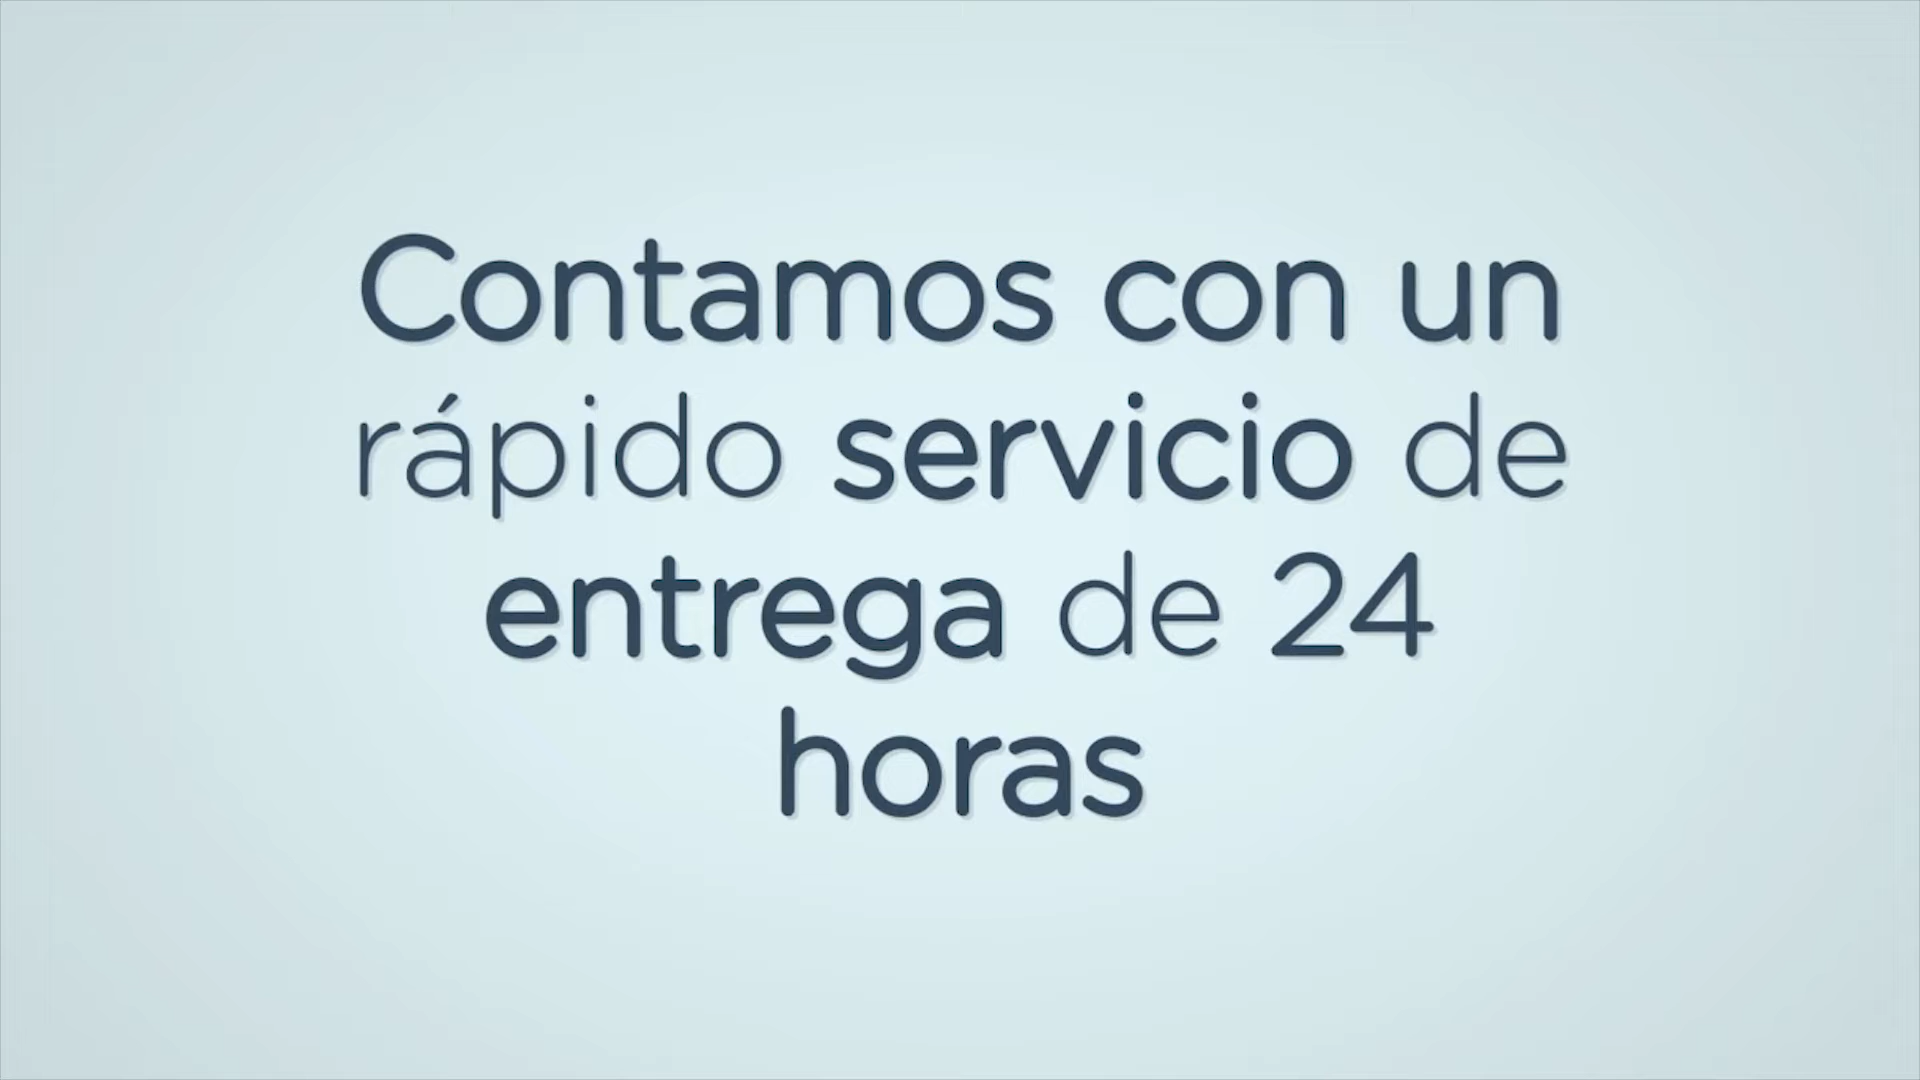 Contamos con un
rápido servicio de
entrega de 24
horas